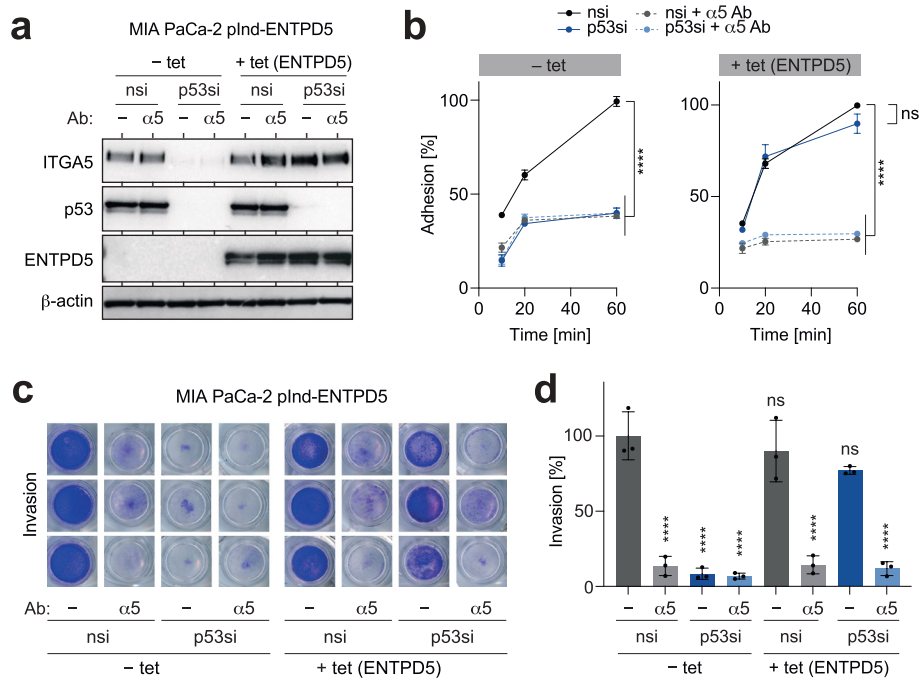 a
MIA PaCa-2 pInd-ENTPD5
– tet + tet (ENTPD5)
nsi p53si nsi p53si
Ab: – α5 – α5 – α5 – α5
ITGA5
p53
ENTPD5
β-actin
b
nsi nsi + α5 Ab
p53si p53si + α5 Ab
– tet
+ tet (ENTPD5)
Adhesion [%]
100
50
0
0 20 40 60
Time [min]
****
100
50
0
0 20 40 60
Time [min]
ns
****
c
MIA PaCa-2 pInd-ENTPD5
Invasion
Ab: – α5 – α5 – α5 – α5
nsi p53si nsi p53si
– tet + tet (ENTPD5)
d
Invasion [%]
100
50
0
**** **** **** ns **** ns ****
– α5 – α5 – α5 – α5
nsi p53si nsi p53si
– tet + tet (ENTPD5)